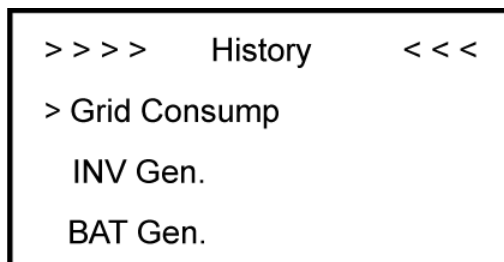 > > > > History < < <
> Grid Consump
INV Gen.
BAT Gen.